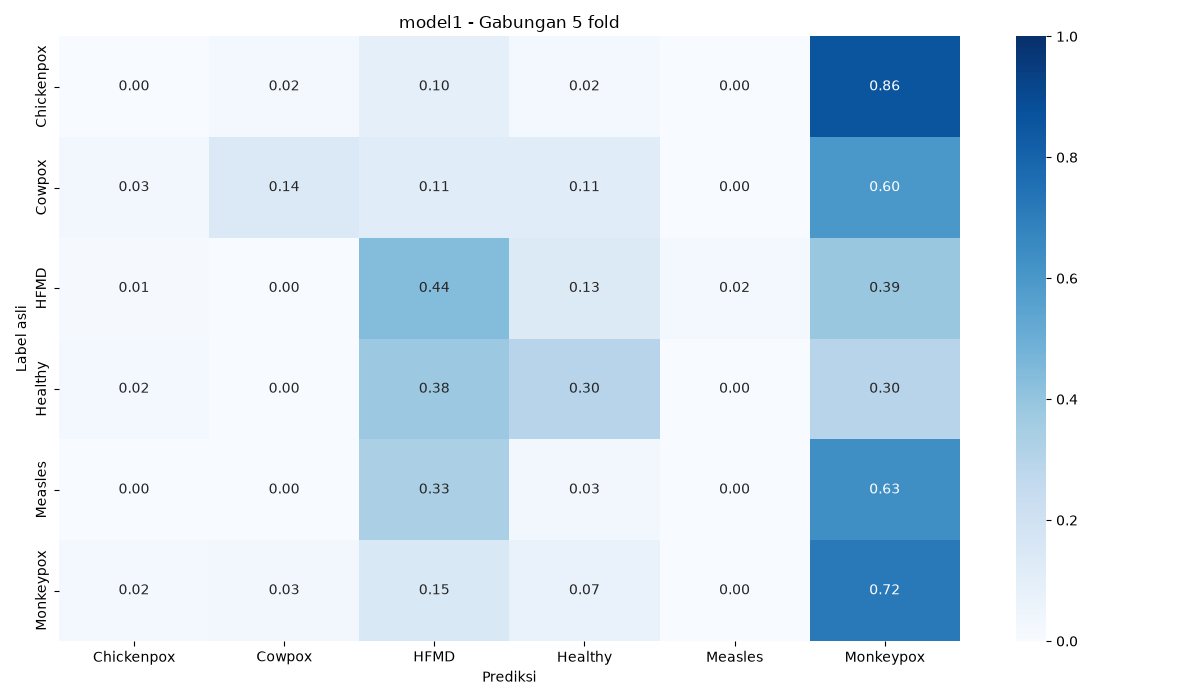 model1 - Gabungan 5 fold
Label asli
Chickenpox 0.00 0.02 0.10 0.02 0.00 0.86
Cowpox 0.03 0.14 0.11 0.11 0.00 0.60
HFMD 0.01 0.00 0.44 0.13 0.02 0.39
Healthy 0.02 0.00 0.38 0.30 0.00 0.30
Measles 0.00 0.00 0.33 0.03 0.00 0.63
Monkeypox 0.02 0.03 0.15 0.07 0.00 0.72
Chickenpox Cowpox HFMD Healthy Measles Monkeypox
Prediksi
1.0
0.8
0.6
0.4
0.2
0.0